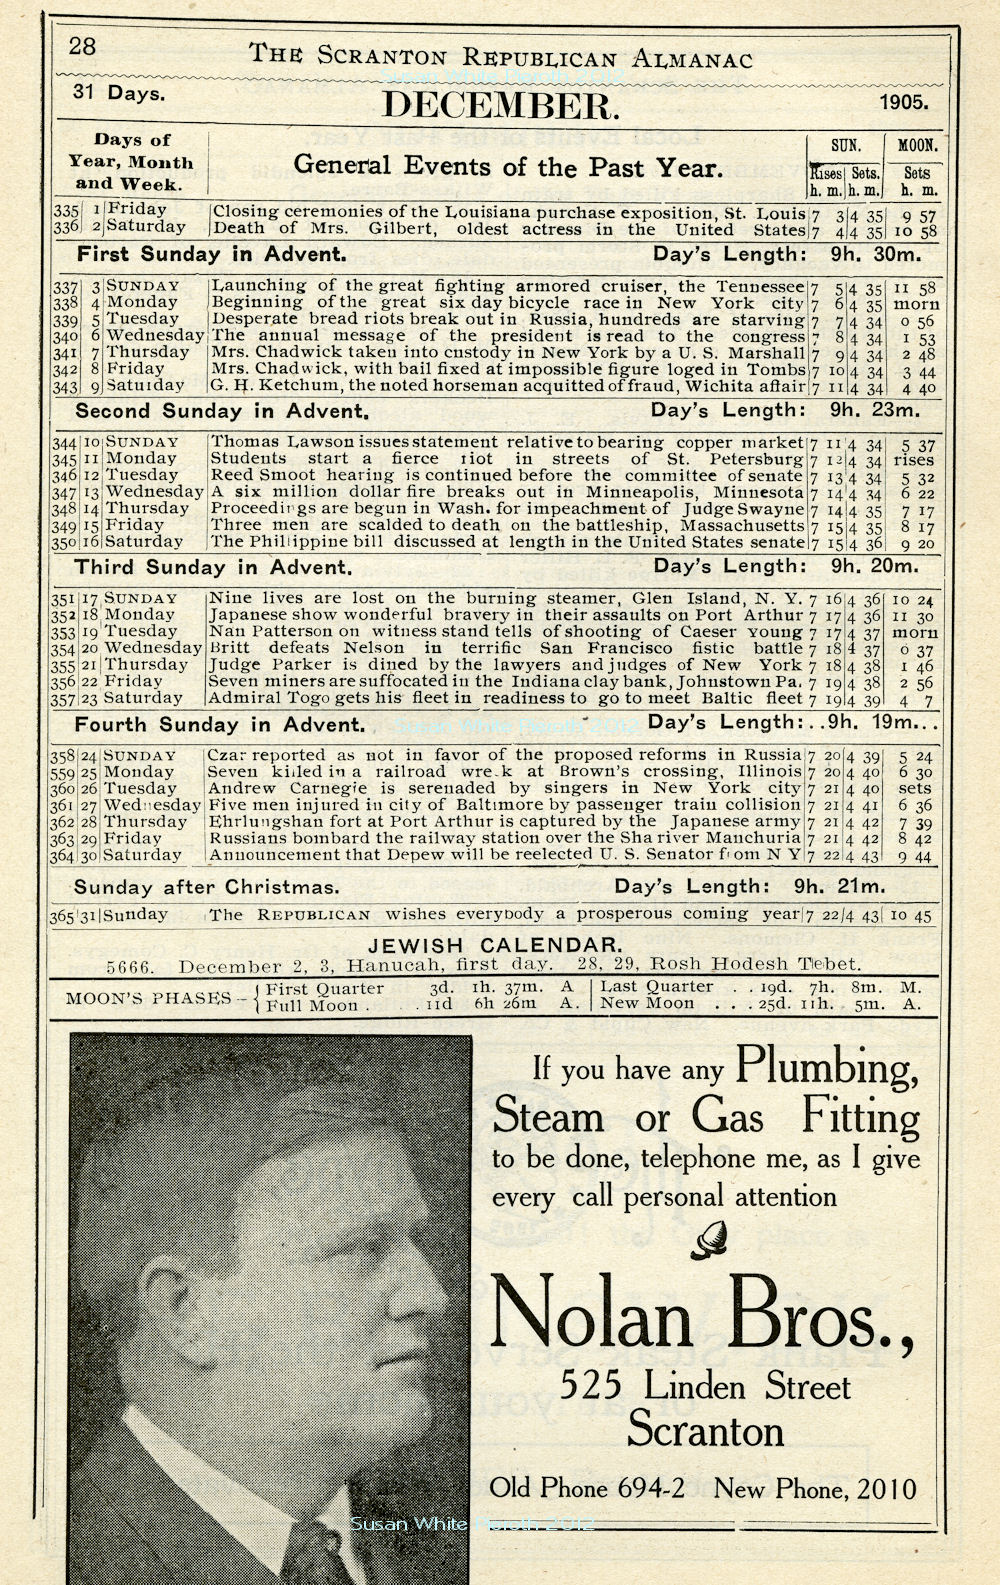 28
THE SCRANTON REPUBLICAN ALMANAC
31 Days.
DECEMBER.
1905.
Days of
Year, Month
and Week.
General Events of the Past Year.
SUN.
MOON.
Rises
Sets.
Sets
h. m.
h. m.
h. m.
335 1 Friday Closing ceremonies of the Louisiana purchase exposition, St. Louis 7 3 4 35 9 57
336 2 Saturday Death of Mrs. Gilbert, oldest actress in the United States 7 4 4 35 10 58
First Sunday in Advent. Day's Length: 9h. 30m.
337 3 SUNDAY Launching of the great fighting armored cruiser, the Tennessee 7 5 4 35 11 58
338 4 Monday Beginning of the great six day bicycle race in New York city 7 6 4 35 morn
339 5 Tuesday Desperate bread riots break out in Russia, hundreds are starving 7 7 4 34 0 56
340 6 Wednesday The annual message of the president is read to the congress 7 8 4 34 1 53
341 7 Thursday Mrs. Chadwick taken into custody in New York by a U. S. Marshall 7 9 4 34 2 48
342 8 Friday Mrs. Chadwick, with bail fixed at impossible figure loged in Tombs 7 10 4 34 3 44
343 9 Saturday G. H. Ketchum, the noted horseman acquitted of fraud, Wichita affair 7 11 4 34 4 40
Second Sunday in Advent. Day's Length: 9h. 23m.
344 10 SUNDAY Thomas Lawson issues statement relative to bearing copper market 7 11 4 34 5 37
345 11 Monday Students start a fierce riot in streets of St. Petersburg 7 12 4 34 rises
346 12 Tuesday Reed Smoot hearing is continued before the committee of senate 7 13 4 34 5 32
347 13 Wednesday A six million dollar fire breaks out in Minneapolis, Minnesota 7 14 4 34 6 22
348 14 Thursday Proceedings are begun in Wash. for impeachment of Judge Swayne 7 14 4 35 7 17
349 15 Friday Three men are scalded to death on the battleship, Massachusetts 7 15 4 35 8 17
350 16 Saturday The Phillippine bill discussed at length in the United States senate 7 15 4 36 9 20
Third Sunday in Advent. Day's Length: 9h. 20m.
351 17 SUNDAY Nine lives are lost on the burning steamer, Glen Island, N. Y. 7 16 4 36 10 24
352 18 Monday Japanese show wonderful bravery in their assaults on Port Arthur 7 17 4 36 11 30
353 19 Tuesday Nan Patterson on witness stand tells of shooting of Caeser Young 7 17 4 37 morn
354 20 Wednesday Britt defeats Nelson in terrific San Francisco fistic battle 7 18 4 37 0 37
355 21 Thursday Judge Parker is dined by the lawyers and judges of New York 7 18 4 38 1 46
356 22 Friday Seven miners are suffocated in the Indiana clay bank, Johnstown Pa. 7 19 4 38 2 56
357 23 Saturday Admiral Togo gets his fleet in readiness to go to meet Baltic fleet 7 19 4 39 4 7
Fourth Sunday in Advent. Day's Length:..9h. 19m...
358 24 SUNDAY Czar reported as not in favor of the proposed reforms in Russia 7 20 4 39 5 24
559 25 Monday Seven killed in a railroad wreck at Brown's crossing, Illinois 7 20 4 40 6 30
360 26 Tuesday Andrew Carnegie is serenaded by singers in New York city 7 21 4 40 sets
361 27 Wednesday Five men injured in city of Baltimore by passenger train collision 7 21 4 41 6 36
362 28 Thursday Ehrlungshan fort at Port Arthur is captured by the Japanese army 7 21 4 42 7 39
363 29 Friday Russians bombard the railway station over the Sha river Manchuria 7 21 4 42 8 42
364 30 Saturday Announcement that Depew will be reelected U. S. Senator from N Y 7 22 4 43 9 44
Sunday after Christmas. Day's Length: 9h. 21m.
365 31 Sunday The REPUBLICAN wishes everybody a prosperous coming year 7 22 4 43 10 45
JEWISH CALENDAR.
5666. December 2, 3, Hanucah, first day. 28, 29, Rosh Hodesh Tebet.
MOON'S PHASES—
First Quarter 3d. 1h. 37m. A
Last Quarter . . 19d. 7h. 8m. M.
Full Moon . . . 11d 6h 26m A.
New Moon . . . 25d. 11h. 5m. A.
If you have any Plumbing,
Steam or Gas Fitting
to be done, telephone me, as I give
every call personal attention
Nolan Bros.,
525 Linden Street
Scranton
Old Phone 694-2 New Phone, 2010
Susan White Pieroth 2012